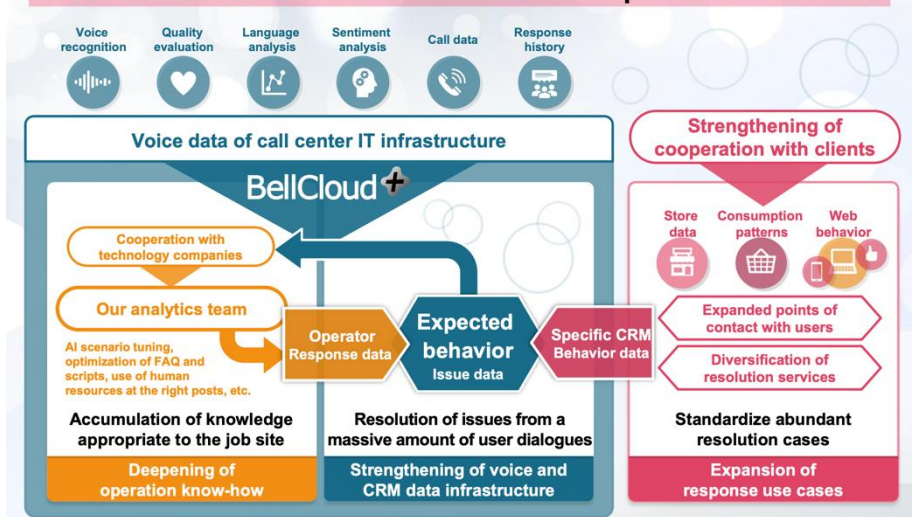 Voice
recognition
Quality
evaluation
Language
analysis
Sentiment
analysis
Call data
Response
history
Voice data of call center IT infrastructure
BellCloud+
Strengthening of
cooperation with clients
Cooperation with
technology companies
Our analytics team
AI scenario tuning,
optimization of FAQ and
scripts, use of human
resources at the right posts, etc.
Operator
Response data
Expected
behavior
Issue data
Specific CRM
Behavior data
Store
data
Consumption
patterns
Web
behavior
Expanded points of
contact with users
Diversification of
resolution services
Accumulation of knowledge
appropriate to the job site
Resolution of issues from a
massive amount of user dialogues
Standardize abundant
resolution cases
Deepening of
operation know-how
Strengthening of voice and
CRM data infrastructure
Expansion of
response use cases